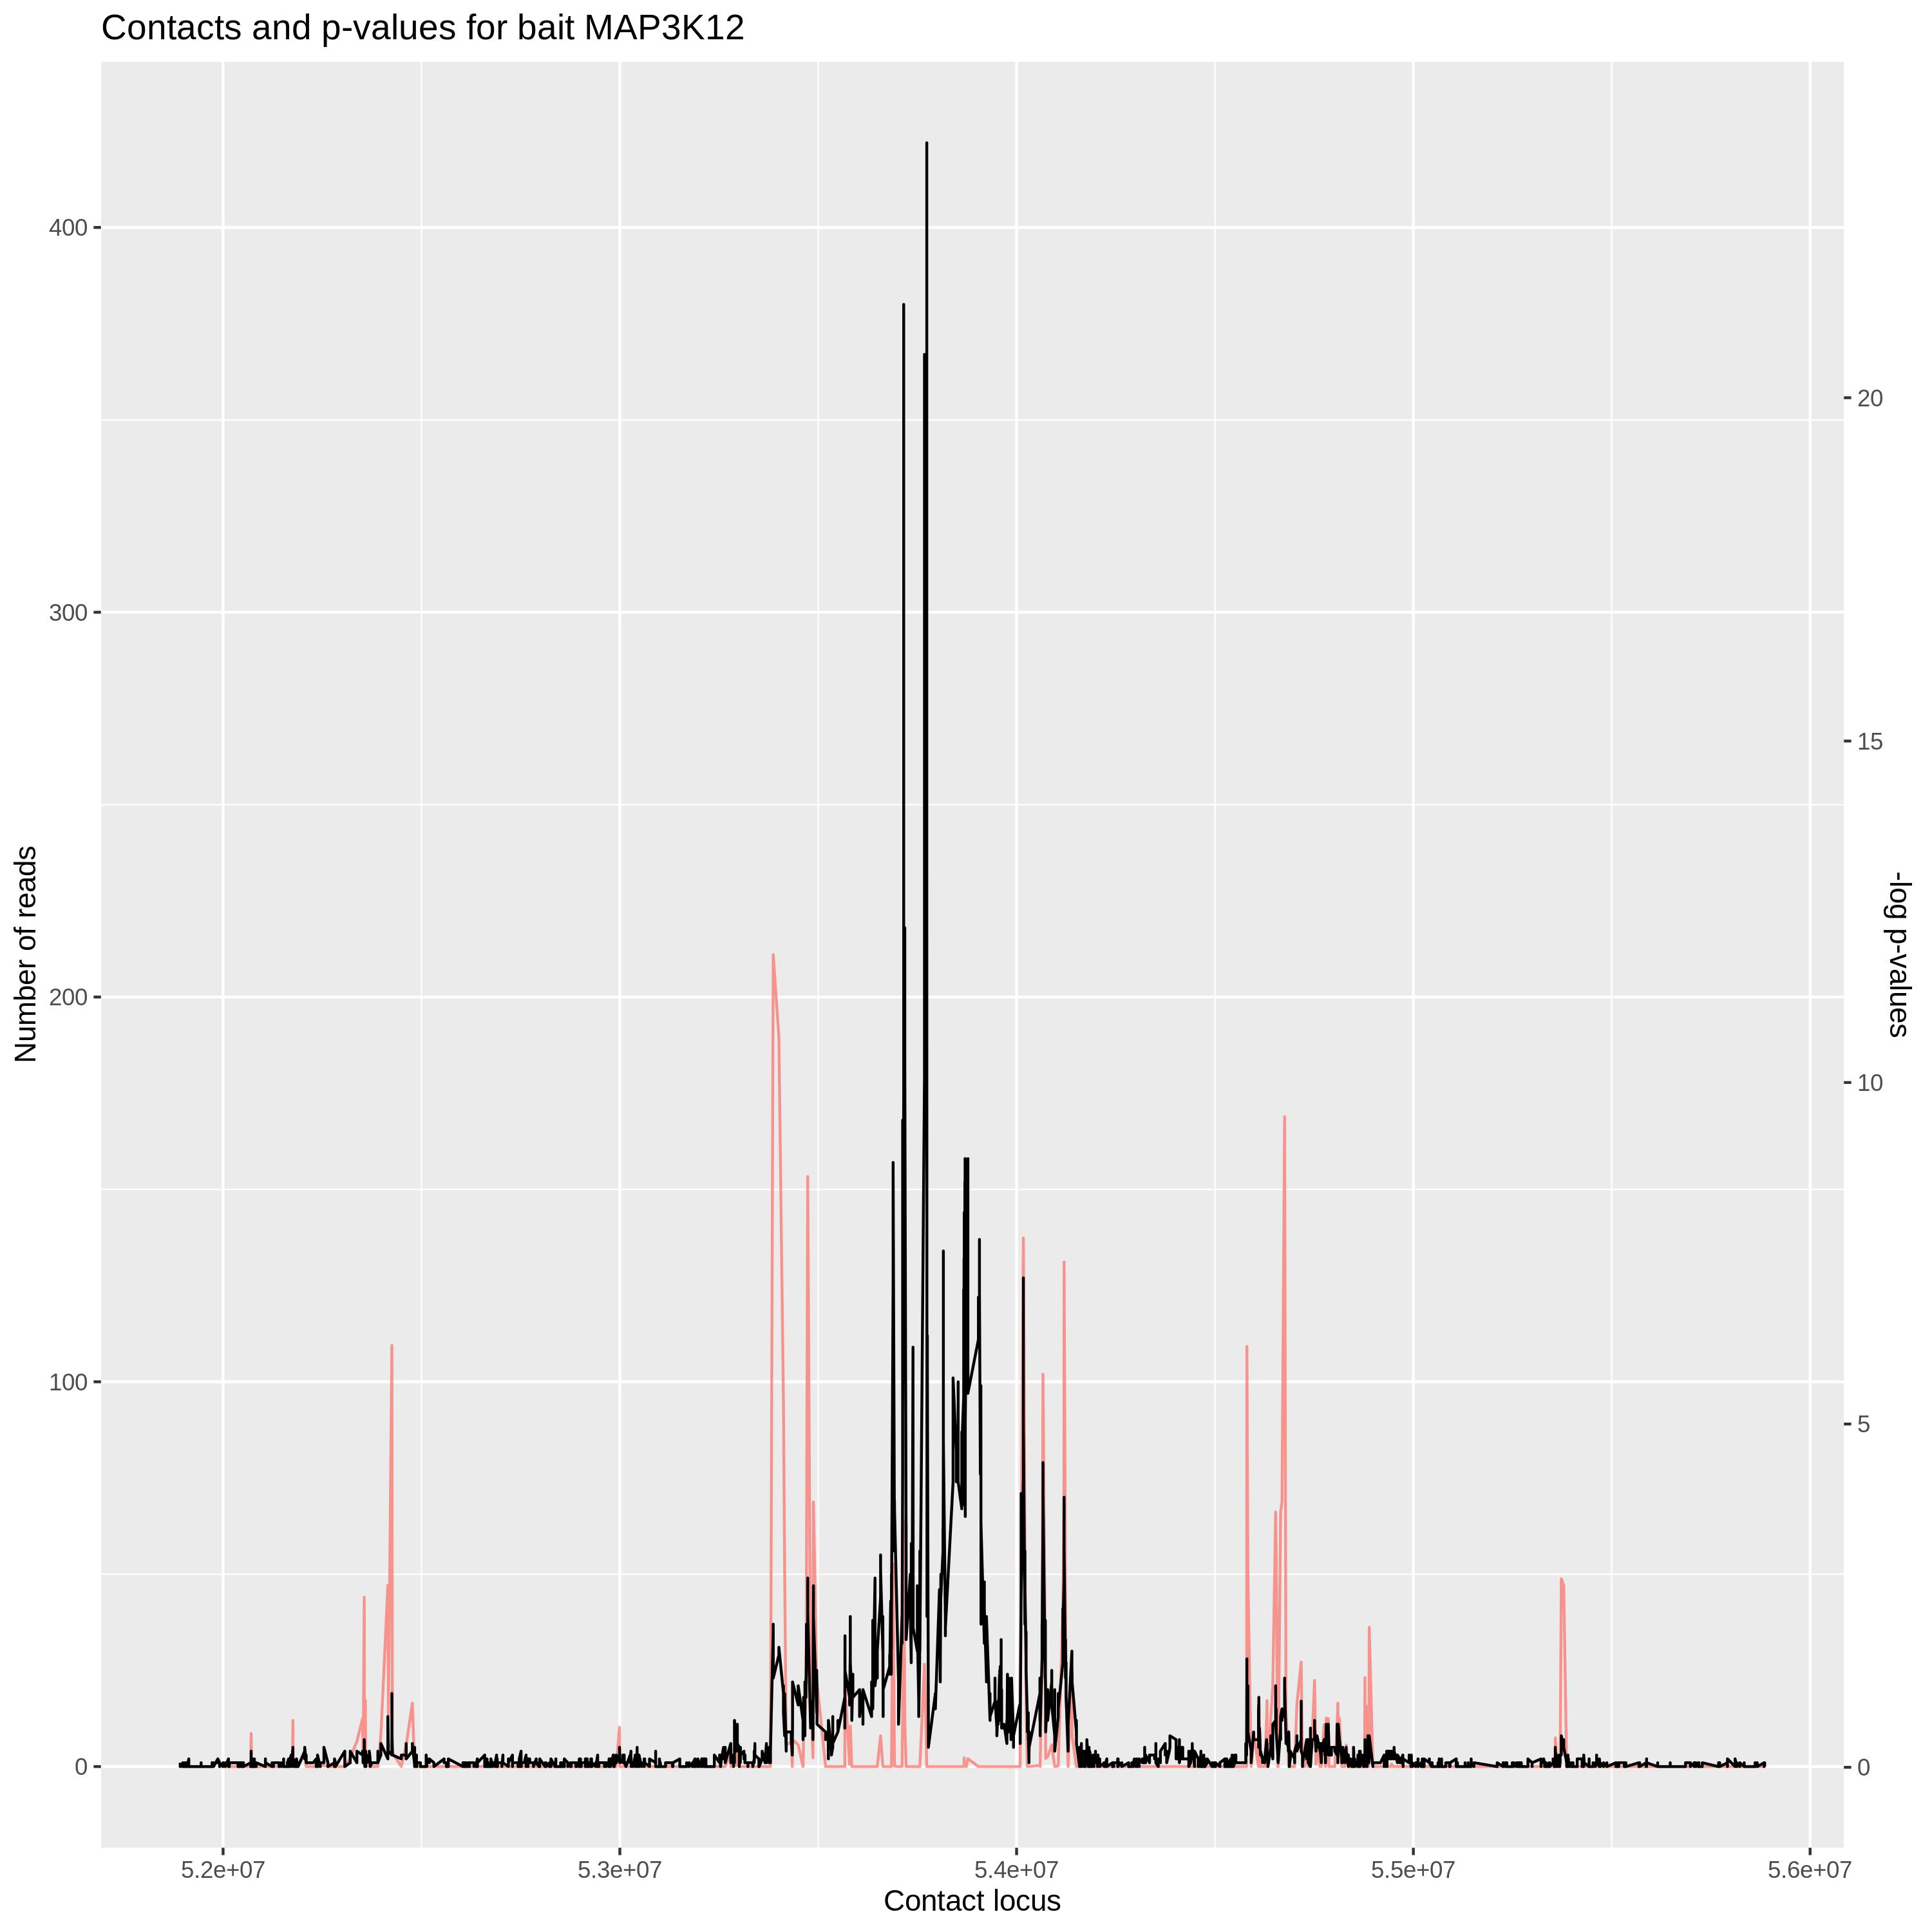 Contacts and p-values for bait MAP3K12
400
300
200
100
0
20
15
10
5
0
Number of reads
-log p-values
5.2e+07
5.3e+07
5.4e+07
5.5e+07
5.6e+07
Contact locus